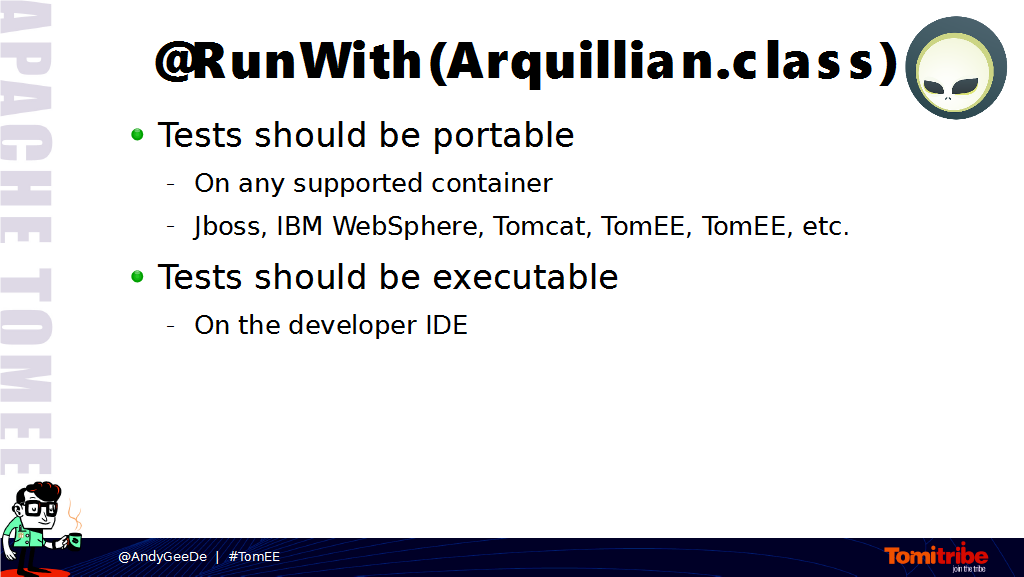 @RunWith(Arquillian.class)
Tests should be portable
- On any supported container
- Jboss, IBM WebSphere, Tomcat, TomEE, TomEE, etc.
Tests should be executable
- On the developer IDE
APACHE TOMEE
@AndyGeeDe | #TomEE
Tomitribe
join the tribe